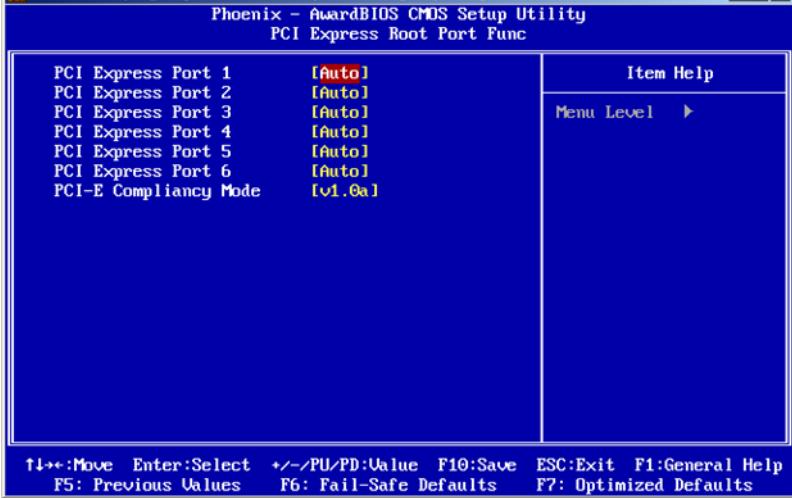 Phoenix - AwardBIOS CMOS Setup Utility
PCI Express Root Port Func
PCI Express Port 1 [Auto]
PCI Express Port 2 [Auto]
PCI Express Port 3 [Auto]
PCI Express Port 4 [Auto]
PCI Express Port 5 [Auto]
PCI Express Port 6 [Auto]
PCI-E Compliancy Mode [v1.0a]
Item Help
Menu Level ▶
↑↓→←:Move Enter:Select +/-/PU/PD:Value F10:Save ESC:Exit F1:General Help
F5: Previous Values F6: Fail-Safe Defaults F7: Optimized Defaults